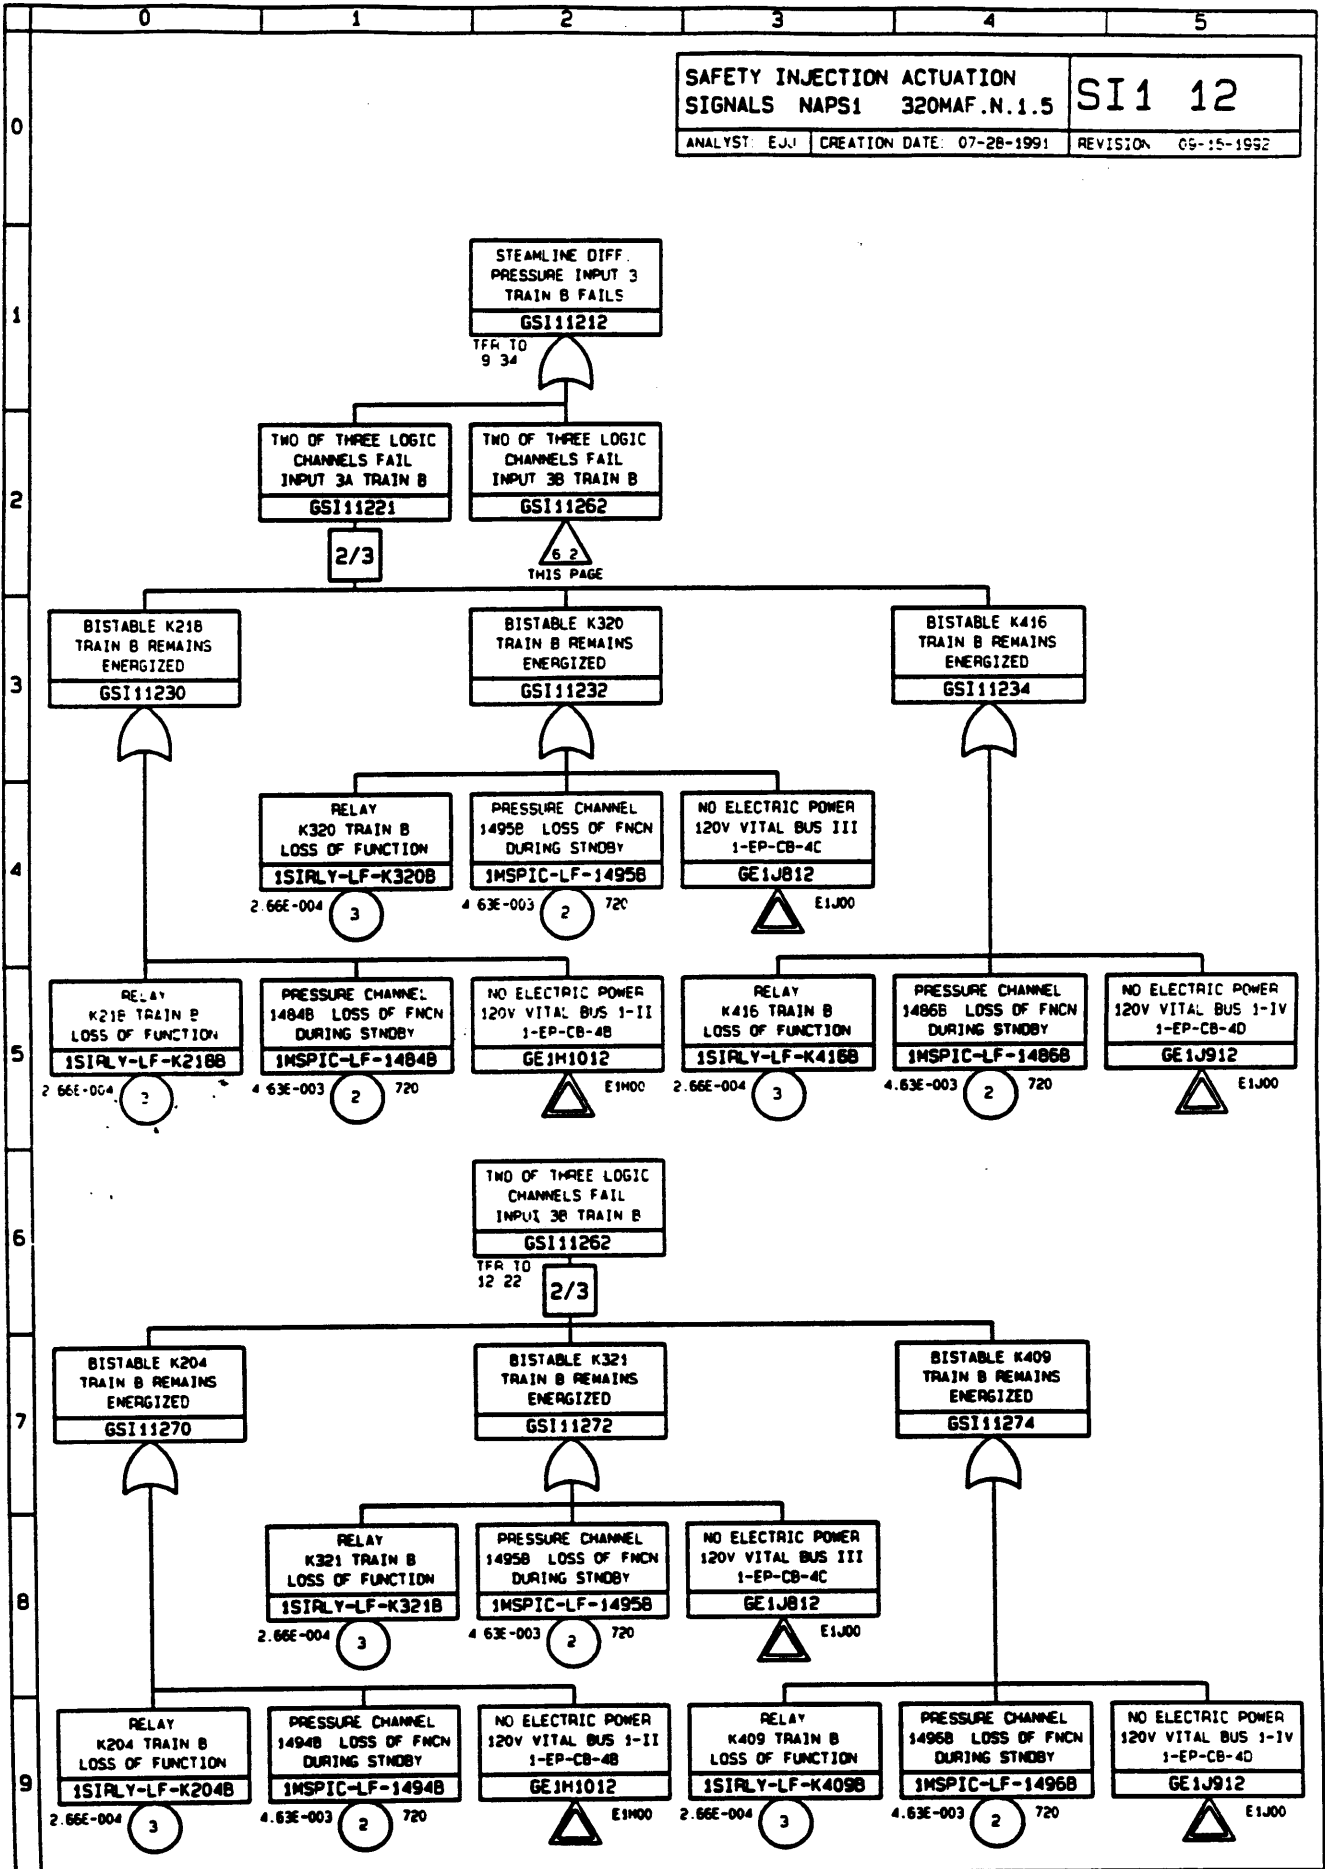 0 1 2 3 4 5
SAFETY INJECTION ACTUATION
SIGNALS NAPS1 320MAF.N.1.5
SI1 12
ANALYST: EJJ CREATION DATE: 07-28-1991 REVISION 09-15-1992
0
STEAMLINE DIFF.
PRESSURE INPUT 3
TRAIN B FAILS
GSI11212
1
TFR TO
9 34
TWO OF THREE LOGIC
CHANNELS FAIL
INPUT 3A TRAIN B
GSI11221
2/3
TWO OF THREE LOGIC
CHANNELS FAIL
INPUT 3B TRAIN B
GSI11262
6 2
THIS PAGE
2
BISTABLE K218
TRAIN B REMAINS
ENERGIZED
GSI11230
BISTABLE K320
TRAIN B REMAINS
ENERGIZED
GSI11232
BISTABLE K416
TRAIN B REMAINS
ENERGIZED
GSI11234
3
RELAY
K320 TRAIN B
LOSS OF FUNCTION
1SIRLY-LF-K320B
2.66E-004 3
PRESSURE CHANNEL
1495B LOSS OF FNCN
DURING STNDBY
1MSPIC-LF-1495B
4 63E-003 2 720
NO ELECTRIC POWER
120V VITAL BUS III
1-EP-CB-4C
GE1J812
E1J00
4
RELAY
K218 TRAIN B
LOSS OF FUNCTION
1SIRLY-LF-K218B
2 66E-004
PRESSURE CHANNEL
1484B LOSS OF FNCN
DURING STNDBY
1MSPIC-LF-1484B
4 63E-003 2 720
NO ELECTRIC POWER
120V VITAL BUS 1-II
1-EP-CB-4B
GE1H1012
E1H00
RELAY
K416 TRAIN B
LOSS OF FUNCTION
1SIRLY-LF-K416B
2.66E-004 3
PRESSURE CHANNEL
1486B LOSS OF FNCN
DURING STNDBY
1MSPIC-LF-1486B
4.63E-003 2 720
NO ELECTRIC POWER
120V VITAL BUS 1-IV
1-EP-CB-4D
GE1J912
E1J00
5
TWO OF THREE LOGIC
CHANNELS FAIL
INPUT 3B TRAIN B
GSI11262
6
TFR TO
12 22
2/3
BISTABLE K204
TRAIN B REMAINS
ENERGIZED
GSI11270
BISTABLE K321
TRAIN B REMAINS
ENERGIZED
GSI11272
BISTABLE K409
TRAIN B REMAINS
ENERGIZED
GSI11274
7
RELAY
K321 TRAIN B
LOSS OF FUNCTION
1SIRLY-LF-K321B
2.66E-004 3
PRESSURE CHANNEL
1495B LOSS OF FNCN
DURING STNDBY
1MSPIC-LF-1495B
4 63E-003 2 720
NO ELECTRIC POWER
120V VITAL BUS III
1-EP-CB-4C
GE1J812
E1J00
8
RELAY
K204 TRAIN B
LOSS OF FUNCTION
1SIRLY-LF-K204B
2.66E-004 3
PRESSURE CHANNEL
1494B LOSS OF FNCN
DURING STNDBY
1MSPIC-LF-1494B
4.63E-003 2 720
NO ELECTRIC POWER
120V VITAL BUS 1-II
1-EP-CB-4B
GE1H1012
E1H00
RELAY
K409 TRAIN B
LOSS OF FUNCTION
1SIRLY-LF-K409B
2.66E-004 3
PRESSURE CHANNEL
1496B LOSS OF FNCN
DURING STNDBY
1MSPIC-LF-1496B
4.63E-003 2 720
NO ELECTRIC POWER
120V VITAL BUS 1-IV
1-EP-CB-4D
GE1J912
E1J00
9